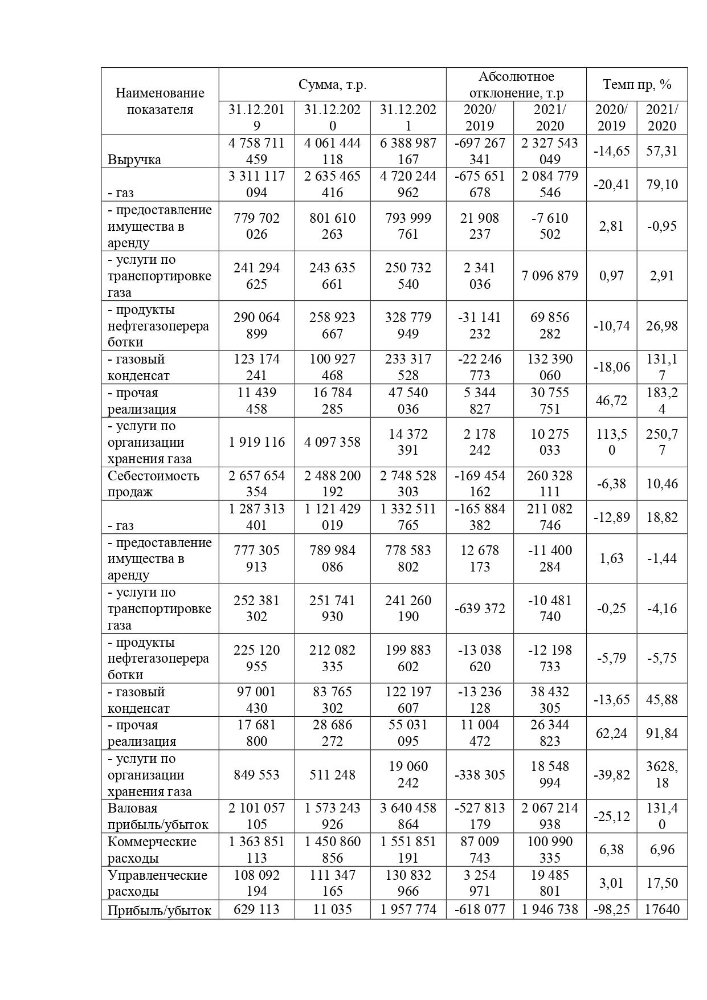 Наименование показателя
Сумма, т.р.
Абсолютное отклонение, т.р
Темп пр, %
31.12.2019
31.12.2020
31.12.2021
2020/2019
2021/2020
2020/2019
2021/2020
Выручка 4 758 711 459 4 061 444 118 6 388 987 167 -697 267 341 2 327 543 049 -14,65 57,31
- газ 3 311 117 094 2 635 465 416 4 720 244 962 -675 651 678 2 084 779 546 -20,41 79,10
- предоставление имущества в аренду 779 702 026 801 610 263 793 999 761 21 908 237 -7 610 502 2,81 -0,95
- услуги по транспортировке газа 241 294 625 243 635 661 250 732 540 2 341 036 7 096 879 0,97 2,91
- продукты нефтегазопереработки 290 064 899 258 923 667 328 779 949 -31 141 232 69 856 282 -10,74 26,98
- газовый конденсат 123 174 241 100 927 468 233 317 528 -22 246 773 132 390 060 -18,06 131,17
- прочая реализация 11 439 458 16 784 285 47 540 036 5 344 827 30 755 751 46,72 183,24
- услуги по организации хранения газа 1 919 116 4 097 358 14 372 391 2 178 242 10 275 033 113,50 250,77
Себестоимость продаж 2 657 654 354 2 488 200 192 2 748 528 303 -169 454 162 260 328 111 -6,38 10,46
- газ 1 287 313 401 1 121 429 019 1 332 511 765 -165 884 382 211 082 746 -12,89 18,82
- предоставление имущества в аренду 777 305 913 789 984 086 778 583 802 12 678 173 -11 400 284 1,63 -1,44
- услуги по транспортировке газа 252 381 302 251 741 930 241 260 190 -639 372 -10 481 740 -0,25 -4,16
- продукты нефтегазопереработки 225 120 955 212 082 335 199 883 602 -13 038 620 -12 198 733 -5,79 -5,75
- газовый конденсат 97 001 430 83 765 302 122 197 607 -13 236 128 38 432 305 -13,65 45,88
- прочая реализация 17 681 800 28 686 272 55 031 095 11 004 472 26 344 823 62,24 91,84
- услуги по организации хранения газа 849 553 511 248 19 060 242 -338 305 18 548 994 -39,82 3628,18
Валовая прибыль/убыток 2 101 057 105 1 573 243 926 3 640 458 864 -527 813 179 2 067 214 938 -25,12 131,40
Коммерческие расходы 1 363 851 113 1 450 860 856 1 551 851 191 87 009 743 100 990 335 6,38 6,96
Управленческие расходы 108 092 194 111 347 165 130 832 966 3 254 971 19 485 801 3,01 17,50
Прибыль/убыток 629 113 11 035 1 957 774 -618 077 1 946 738 -98,25 17640